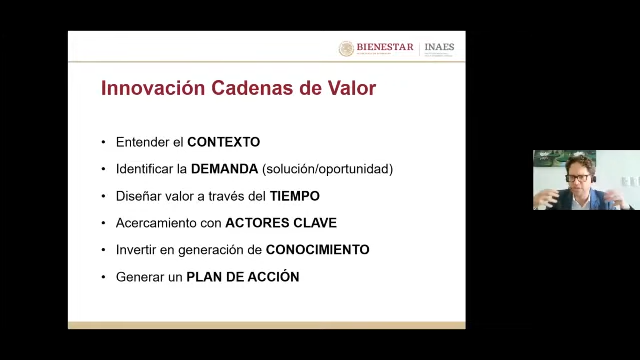 BIENESTAR
INAES
Innovación Cadenas de Valor
• Entender el CONTEXTO
• Identificar la DEMANDA (solución/oportunidad)
• Diseñar valor a través del TIEMPO
• Acercamiento con ACTORES CLAVE
• Invertir en generación de CONOCIMIENTO
• Generar un PLAN DE ACCIÓN